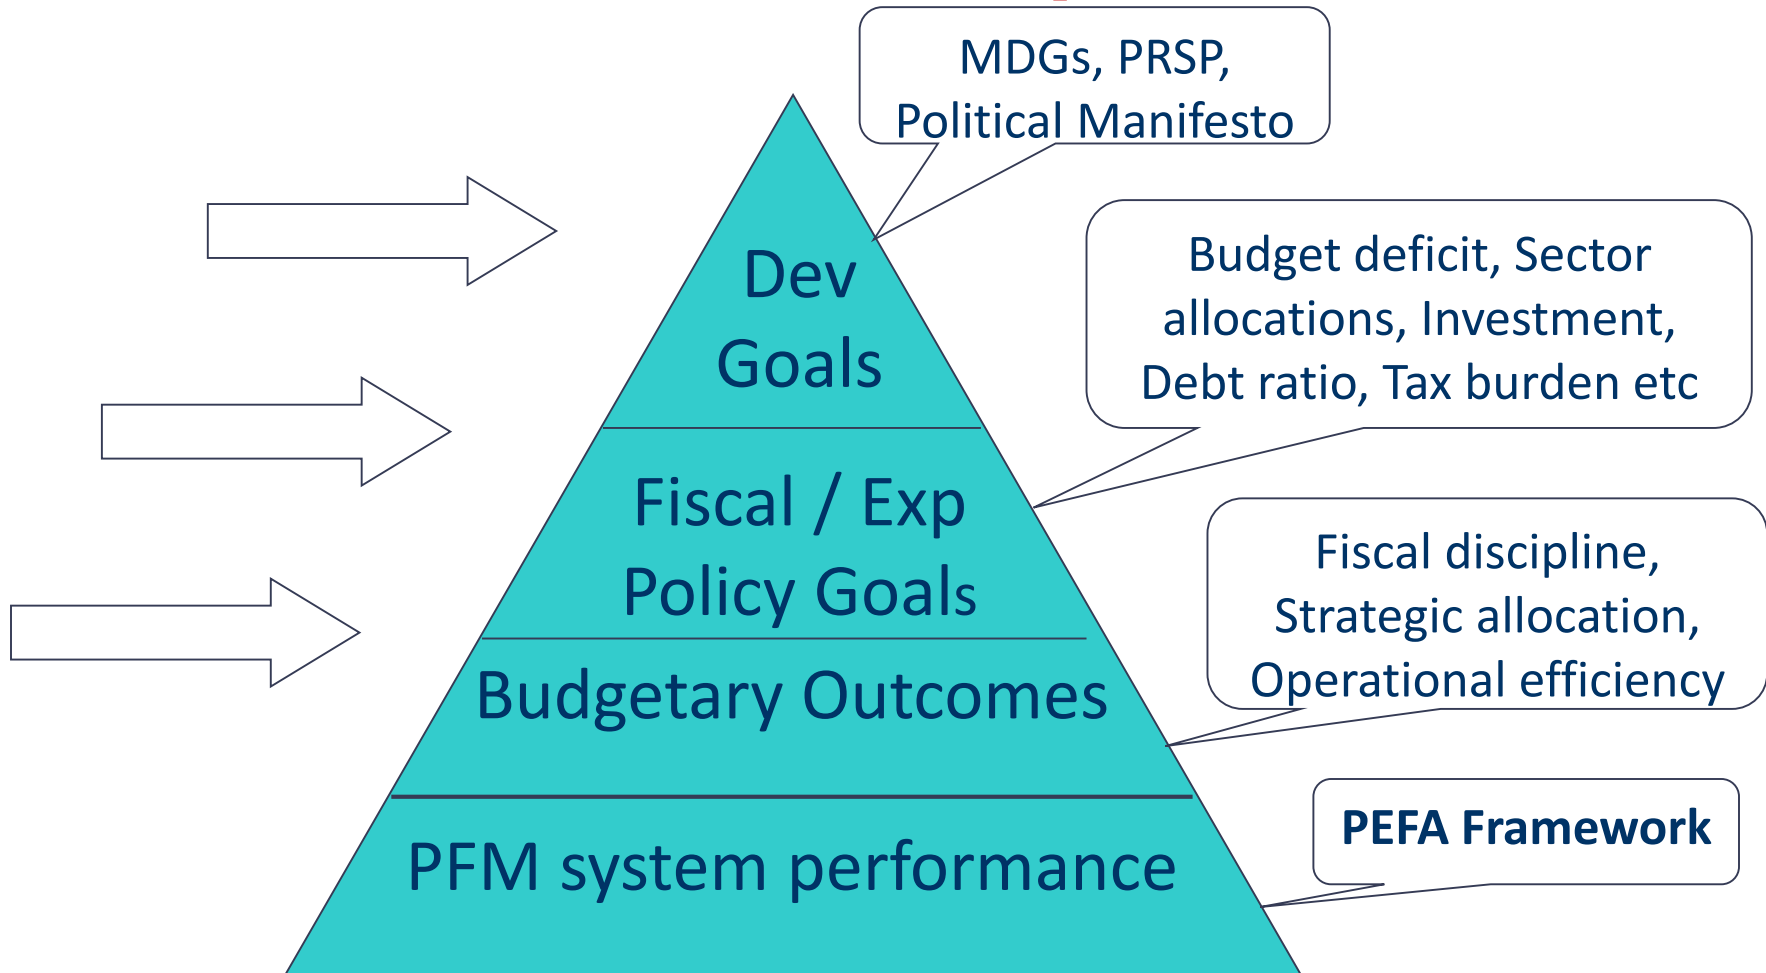 MDGs, PRSP,
Political Manifesto
Dev
Goals
Budget deficit, Sector
allocations, Investment,
Debt ratio, Tax burden etc
Fiscal / Exp
Policy Goals
Fiscal discipline,
Strategic allocation,
Operational efficiency
Budgetary Outcomes
PEFA Framework
PFM system performance